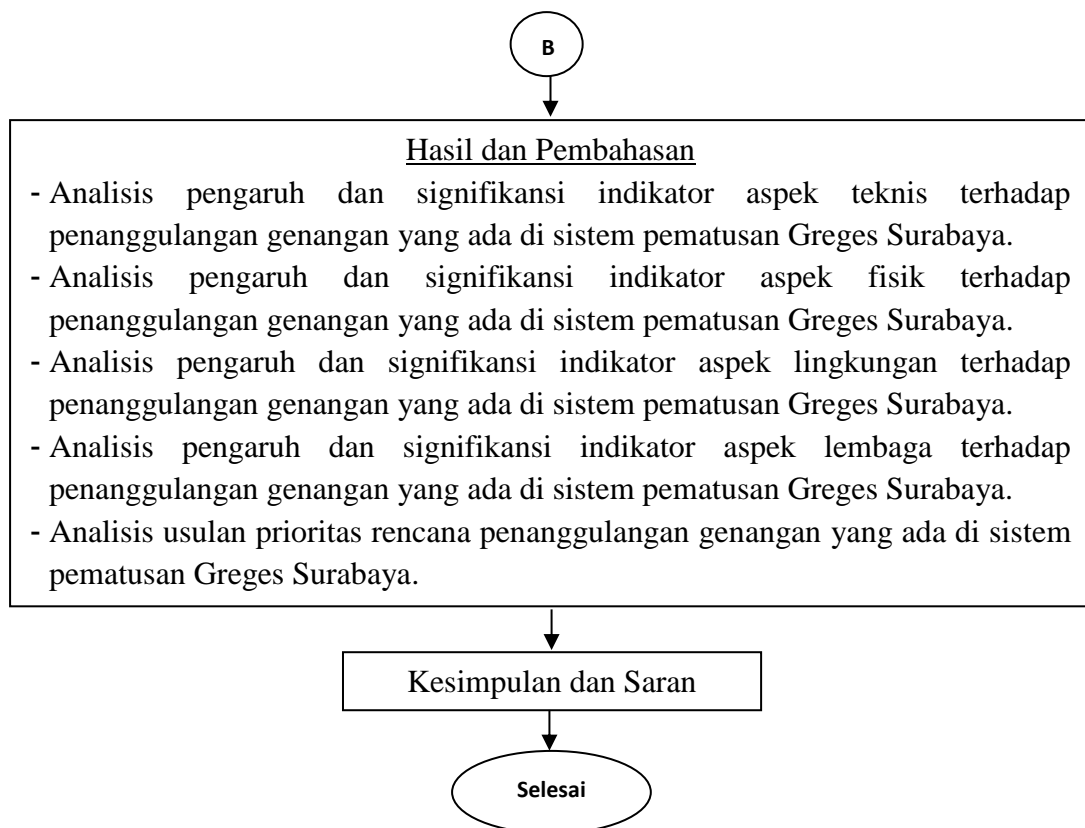 B
Hasil dan Pembahasan
- Analisis pengaruh dan signifikansi indikator aspek teknis terhadap
penanggulangan genangan yang ada di sistem pematusan Greges Surabaya.
- Analisis pengaruh dan signifikansi indikator aspek fisik terhadap
penanggulangan genangan yang ada di sistem pematusan Greges Surabaya.
- Analisis pengaruh dan signifikansi indikator aspek lingkungan terhadap
penanggulangan genangan yang ada di sistem pematusan Greges Surabaya.
- Analisis pengaruh dan signifikansi indikator aspek lembaga terhadap
penanggulangan genangan yang ada di sistem pematusan Greges Surabaya.
- Analisis usulan prioritas rencana penanggulangan genangan yang ada di sistem
pematusan Greges Surabaya.
Kesimpulan dan Saran
Selesai